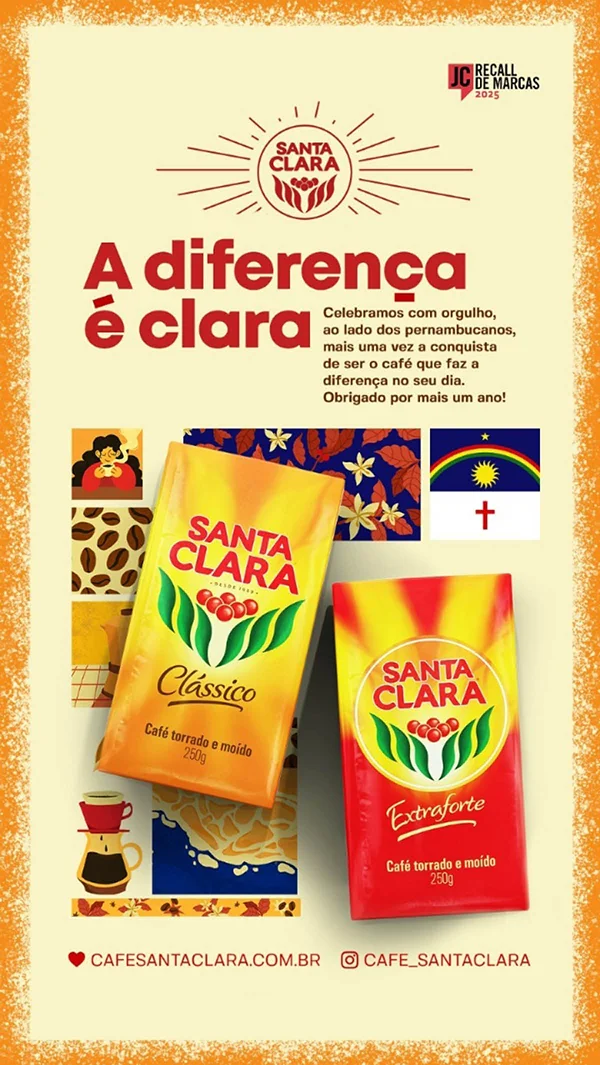 JC RECALL
DE MARCAS
2025
SANTA
CLARA
A diferença
é clara
Celebramos com orgulho,
ao lado dos pernambucanos,
mais uma vez a conquista
de ser o café que faz a
diferença no seu dia.
Obrigado por mais um ano!
SANTA
CLARA
Clássico
Café torrado e moído
250g
SANTA
CLARA
Extraforte
Café torrado e moído
250g
CAFESANTACLARA.COM.BR
CAFE_SANTACLARA